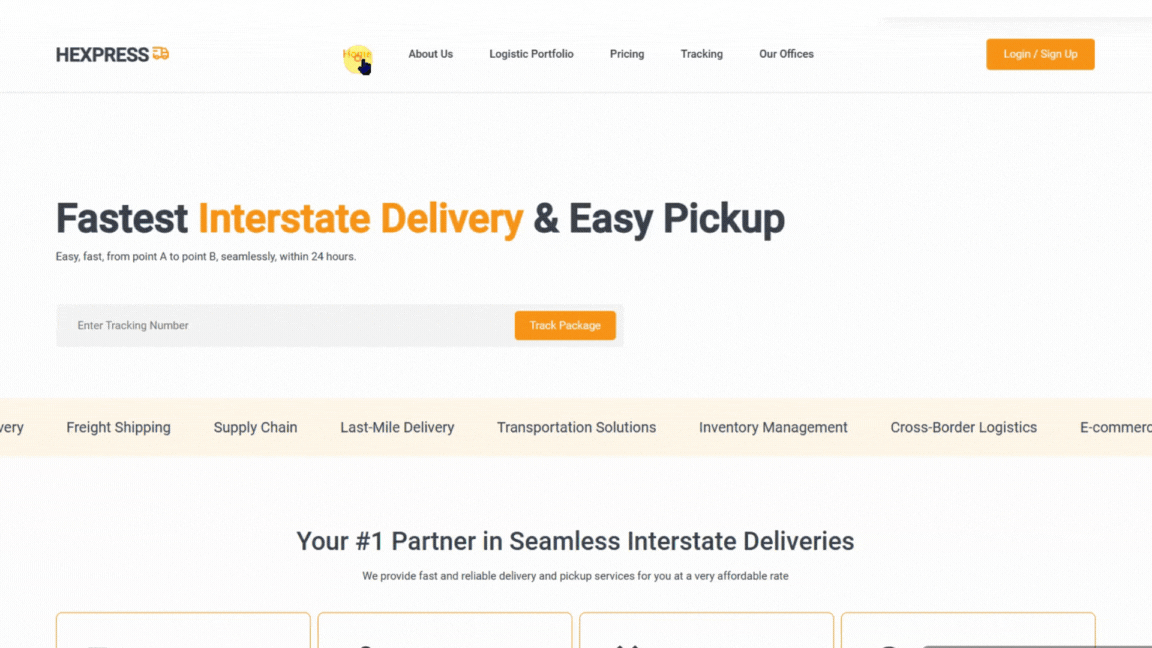 HEXPRESS
Home About Us Logistic Portfolio Pricing Tracking Our Offices Login / Sign Up
Fastest Interstate Delivery & Easy Pickup
Easy, fast, from point A to point B, seamlessly, within 24 hours.
Enter Tracking Number Track Package
very Freight Shipping Supply Chain Last-Mile Delivery Transportation Solutions Inventory Management Cross-Border Logistics E-commerc
Your #1 Partner in Seamless Interstate Deliveries
We provide fast and reliable delivery and pickup services for you at a very affordable rate